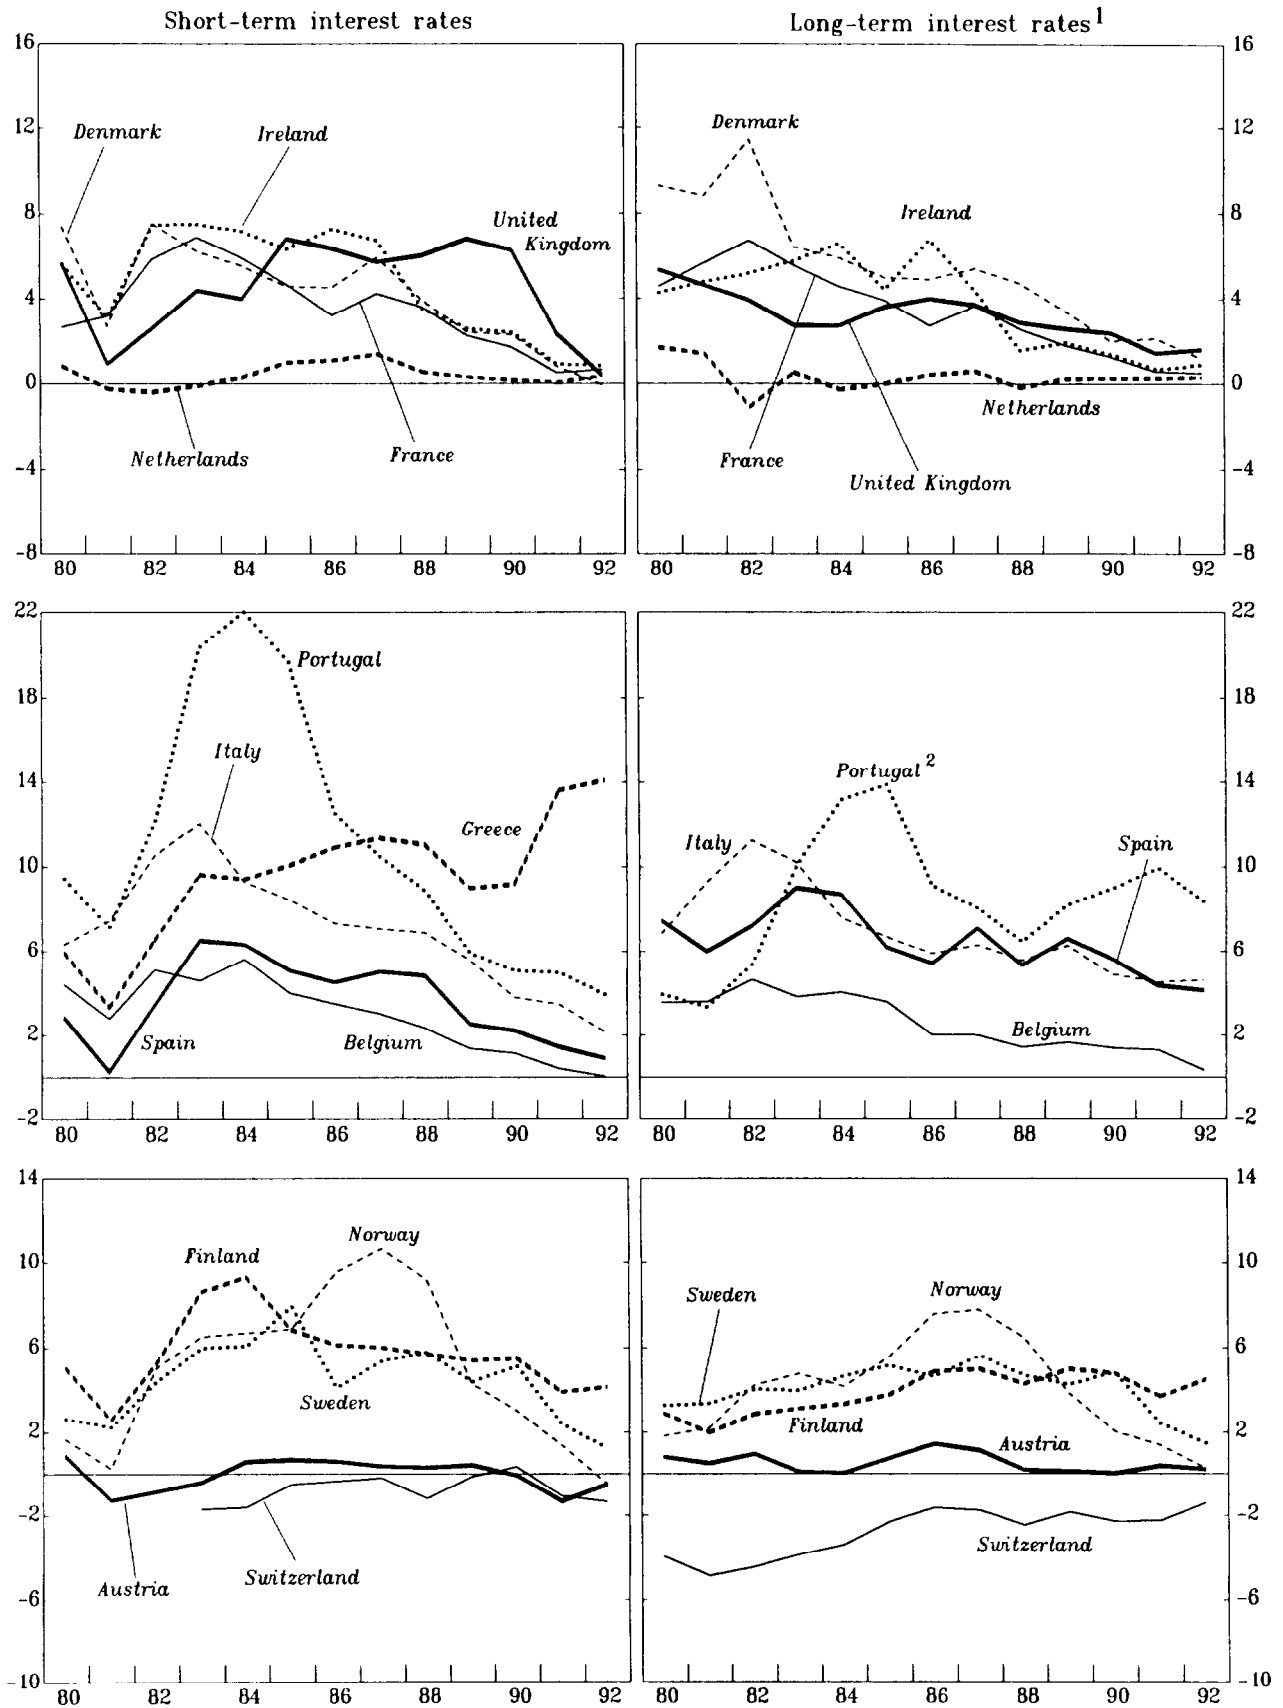 Short-term interest rates
Long-term interest rates 1
16
12
8
4
0
-4
-8
Denmark
Ireland
United
Kingdom
Netherlands
France
80 82 84 86 88 90 92
Denmark
Ireland
Netherlands
France
United Kingdom
16
12
8
4
0
-4
-8
80 82 84 86 88 90 92
22
18
14
10
6
2
-2
Portugal
Italy
Greece
Spain
Belgium
80 82 84 86 88 90 92
Portugal 2
Italy
Spain
Belgium
22
18
14
10
6
2
-2
80 82 84 86 88 90 92
14
10
6
2
-2
-6
-10
Norway
Finland
Sweden
Switzerland
Austria
80 82 84 86 88 90 92
Sweden
Norway
Finland
Austria
Switzerland
14
10
6
2
-2
-6
-10
80 82 84 86 88 90 92